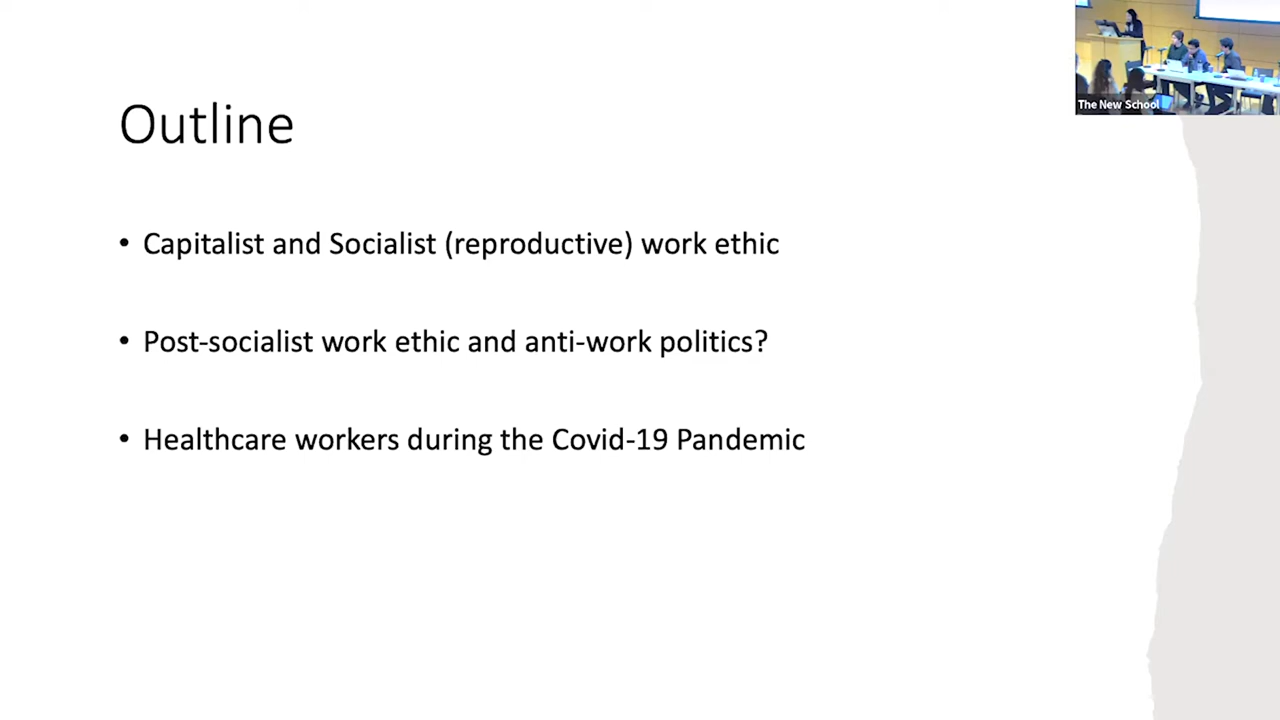 The New School
Outline
• Capitalist and Socialist (reproductive) work ethic
• Post-socialist work ethic and anti-work politics?
• Healthcare workers during the Covid-19 Pandemic